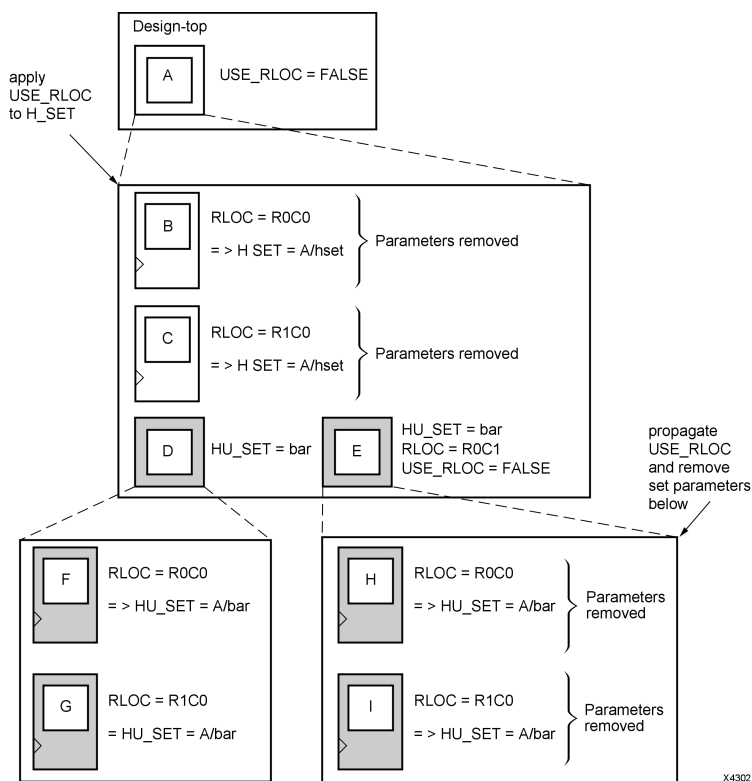 Design-top
A
USE_RLOC = FALSE
apply
USE_RLOC
to H_SET
B
RLOC = R0C0
= > H SET = A/hset
Parameters removed
C
RLOC = R1C0
= > H SET = A/hset
Parameters removed
D
HU_SET = bar
E
HU_SET = bar
RLOC = R0C1
USE_RLOC = FALSE
propagate
USE_RLOC
and remove
set parameters
below
F
RLOC = R0C0
= > HU_SET = A/bar
G
RLOC = R1C0
= HU_SET = A/bar
H
RLOC = R0C0
= > HU_SET = A/bar
Parameters
removed
I
RLOC = R1C0
= > HU_SET = A/bar
Parameters
removed
X4302